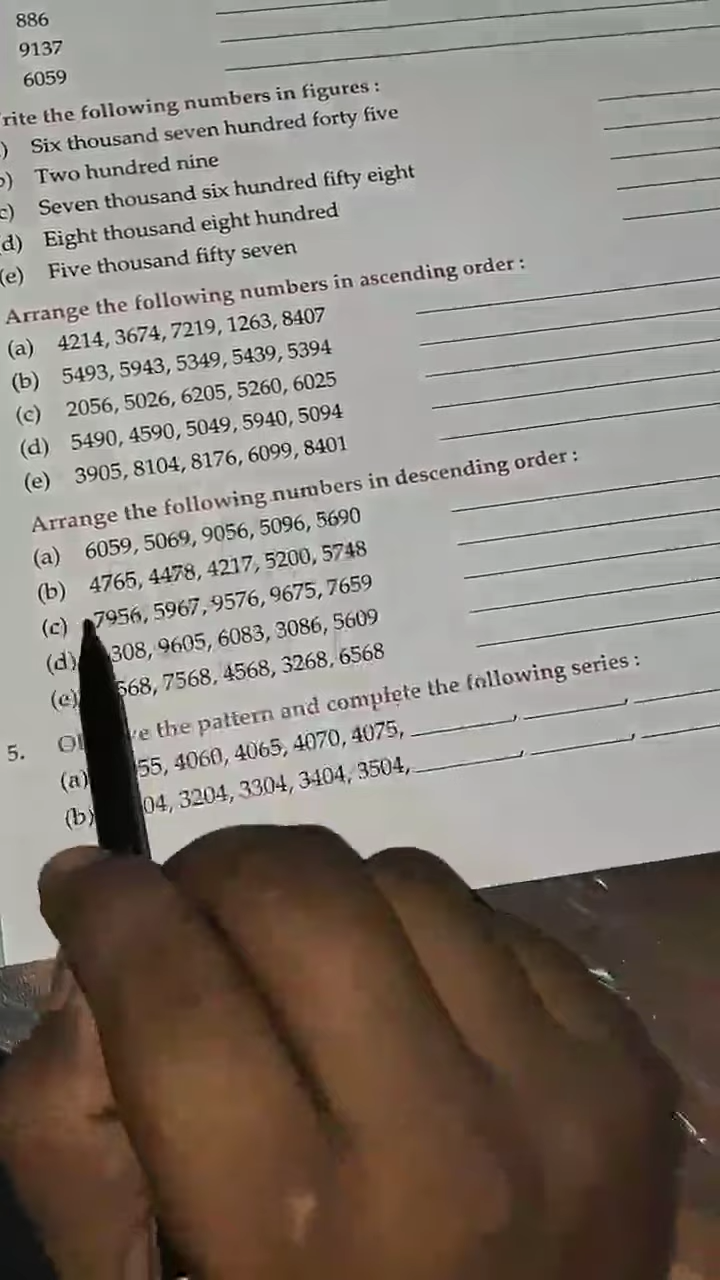 886
9137
6059
rite the following numbers in figures :
) Six thousand seven hundred forty five
) Two hundred nine
c) Seven thousand six hundred fifty eight
d) Eight thousand eight hundred
(e) Five thousand fifty seven
Arrange the following numbers in ascending order :
(a) 4214, 3674, 7219, 1263, 8407
(b) 5493, 5943, 5349, 5439, 5394
(c) 2056, 5026, 6205, 5260, 6025
(d) 5490, 4590, 5049, 5940, 5094
(e) 3905, 8104, 8176, 6099, 8401
Arrange the following numbers in descending order :
(a) 6059, 5069, 9056, 5096, 5690
(b) 4765, 4478, 4217, 5200, 5748
(c) 7956, 5967, 9576, 9675, 7659
(d) 308, 9605, 6083, 3086, 5609
(e) 568, 7568, 4568, 3268, 6568
5. e the pattern and complete the following series :
(a) 55, 4060, 4065, 4070, 4075, ______, ______, ______
(b) 04, 3204, 3304, 3404, 3504, ______, ______, ______